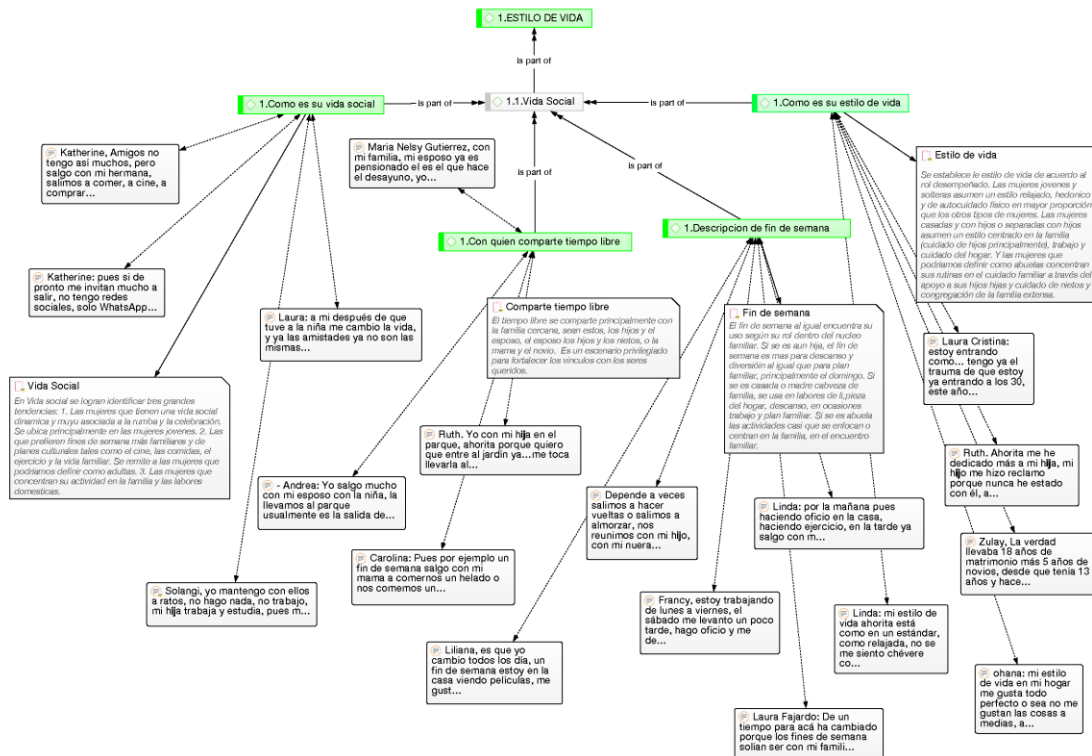 1.ESTILO DE VIDA
is part of
1.Como es su vida social
is part of
1.1.Vida Social
is part of
1.Como es su estilo de vida
Katherine, Amigos no
tengo así muchos, pero
salgo con mi hermana,
salimos a comer, a cine, a
comprar...
Maria Nelsy Gutierrez, con
mi familia, mi esposo ya es
pensionado el es el que hace
el desayuno, yo...
is part of
is part of
Estilo de vida
Se establece le estilo de vida de acuerdo al
rol desempeñado. Las mujeres jovenes y
solteras asumen un estilo relajado, hedonico y
de autocuidado físico en mayor proporción
que los otros tipos de mujeres. Las mujeres
casadas y con hijos o separadas con hijos
asumen un estilo centrado en la familia
(cuidado de hijos principalmente), trabajo y
cuidado del hogar. Y las mujeres que
podriamos definir como abuelas concentran
sus rutinas en el cuidado familiar a través del
apoyo a sus hijos hijas y cuidado de nietos y
congregación de la familia extensa.
1.Con quien comparte tiempo libre
1.Descripcion de fin de semana
Katherine: pues si de
pronto me invitan mucho a
salir, no tengo redes
sociales, solo WhatsApp...
Laura: a mi después de que
tuve a la niña me cambio la vida,
y ya las amistades ya no son las
mismas...
Comparte tiempo libre
El tiempo libre se comparte principalmente con
la familia cercana, sean estos, los hijos y el
esposo, el esposo los hijos y los nietos, o la
mama y el novio.  Es un escenario privilegiado
para fortalecer los vinculos con los seres
queridos.
Fin de semana
El fin de semana al igual encuentra su
uso según su rol dentro del nucleo
familiar. Si se es aun hija, el fin de
semana es mas para descanso y
diversión al igual que para plan
familiar, principalmente el domingo. Si
se es casada o madre cabveza de
familia, se usa en labores de li,pieza
del hogar, descanso, en ocasiones
trabajo y plan familiar. Si se es abuela
las actividades casi que se enfocan o
centran en la familia, en el encuentro
familiar.
Laura Cristina:
estoy entrando
como... tengo ya el
trauma de que estoy
ya entrando a los 30,
este año...
Vida Social
En Vida social se logran identificar tres grandes
tendencias: 1. Las mujeres que tienen una vida social
dinamica y muyu asociada a la rumba y la celebración.
Se ubica principalmente en las mujeres jovenes. 2. Las
que prefieren fines de semana más familiares y de
planes culturales tales como el cine, las comidas, el
ejercicio y la vida familiar. Se remite a las mujeres que
podriamos definir como adultas. 3. Las mujeres que
concentran su actividad en la familia y las labores
domesticas.
Ruth. Yo con mi hija en el
parque, ahorita porque quiero
que entre al jardín ya...me toca
llevarla al...
Ruth. Ahorita me he
dedicado más a mi hija, mi
hijo me hizo reclamo
porque nunca he estado
con él, a...
- Andrea: Yo salgo mucho
con mi esposo con la niña, la
llevamos al parque
usualmente es la salida de...
Depende a veces
salimos a hacer
vueltas o salimos a
almorzar, nos
reunimos con mi hijo,
con mi nuera...
Linda: por la mañana pues
haciendo oficio en la casa,
haciendo ejercicio, en la tarde ya
salgo con m...
Zulay, La verdad
llevaba 18 años de
matrimonio más 5 años de
novios, desde que tenia 13
años y hace...
Carolina: Pues por ejemplo un
fin de semana salgo con mi
mama a comernos un helado o
nos comemos un...
Solangi, yo mantengo con ellos
a ratos, no hago nada, no trabajo,
mi hija trabaja y estudia, pues m...
Francy, estoy trabajando
de lunes a viernes, el
sábado me levanto un poco
tarde, hago oficio y me
de...
Linda: mi estilo de
vida ahorita está
como en un estándar,
como relajada, no se
me siento chévere
co...
Liliana, es que yo
cambio todos los día, un
fin de semana estoy en la
casa viendo películas, me
gust...
ohana: mi estilo
de vida en mi hogar
me gusta todo
perfecto o sea no me
gustan las cosas a
medias, a...
Laura Fajardo: De un
tiempo para acá ha cambiado
porque los fines de semana
solían ser con mi famili...